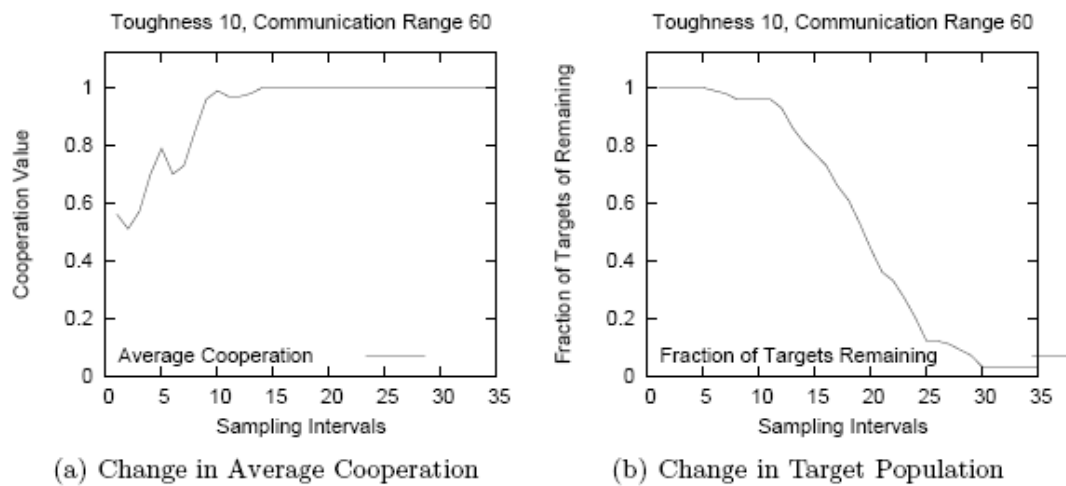 Toughness 10, Communication Range 60
Cooperation Value
1
0.8
0.6
0.4
0.2
0
Average Cooperation
0 5 10 15 20 25 30 35
Sampling Intervals
(a) Change in Average Cooperation
Toughness 10, Communication Range 60
Fraction of Targets of Remaining
1
0.8
0.6
0.4
0.2
0
Fraction of Targets Remaining
0 5 10 15 20 25 30 35
Sampling Intervals
(b) Change in Target Population